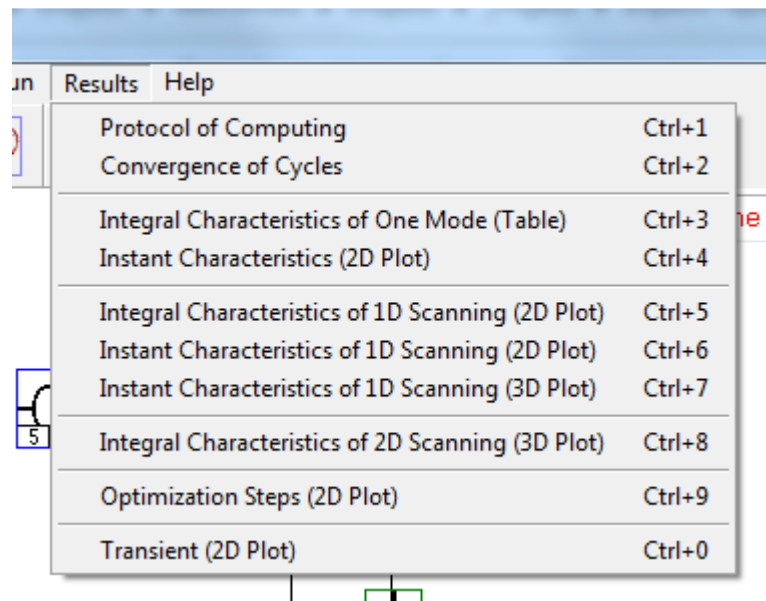 Results Help
Protocol of Computing Ctrl+1
Convergence of Cycles Ctrl+2
Integral Characteristics of One Mode (Table) Ctrl+3
Instant Characteristics (2D Plot) Ctrl+4
Integral Characteristics of 1D Scanning (2D Plot) Ctrl+5
Instant Characteristics of 1D Scanning (2D Plot) Ctrl+6
Instant Characteristics of 1D Scanning (3D Plot) Ctrl+7
5
Integral Characteristics of 2D Scanning (3D Plot) Ctrl+8
Optimization Steps (2D Plot) Ctrl+9
Transient (2D Plot) Ctrl+0